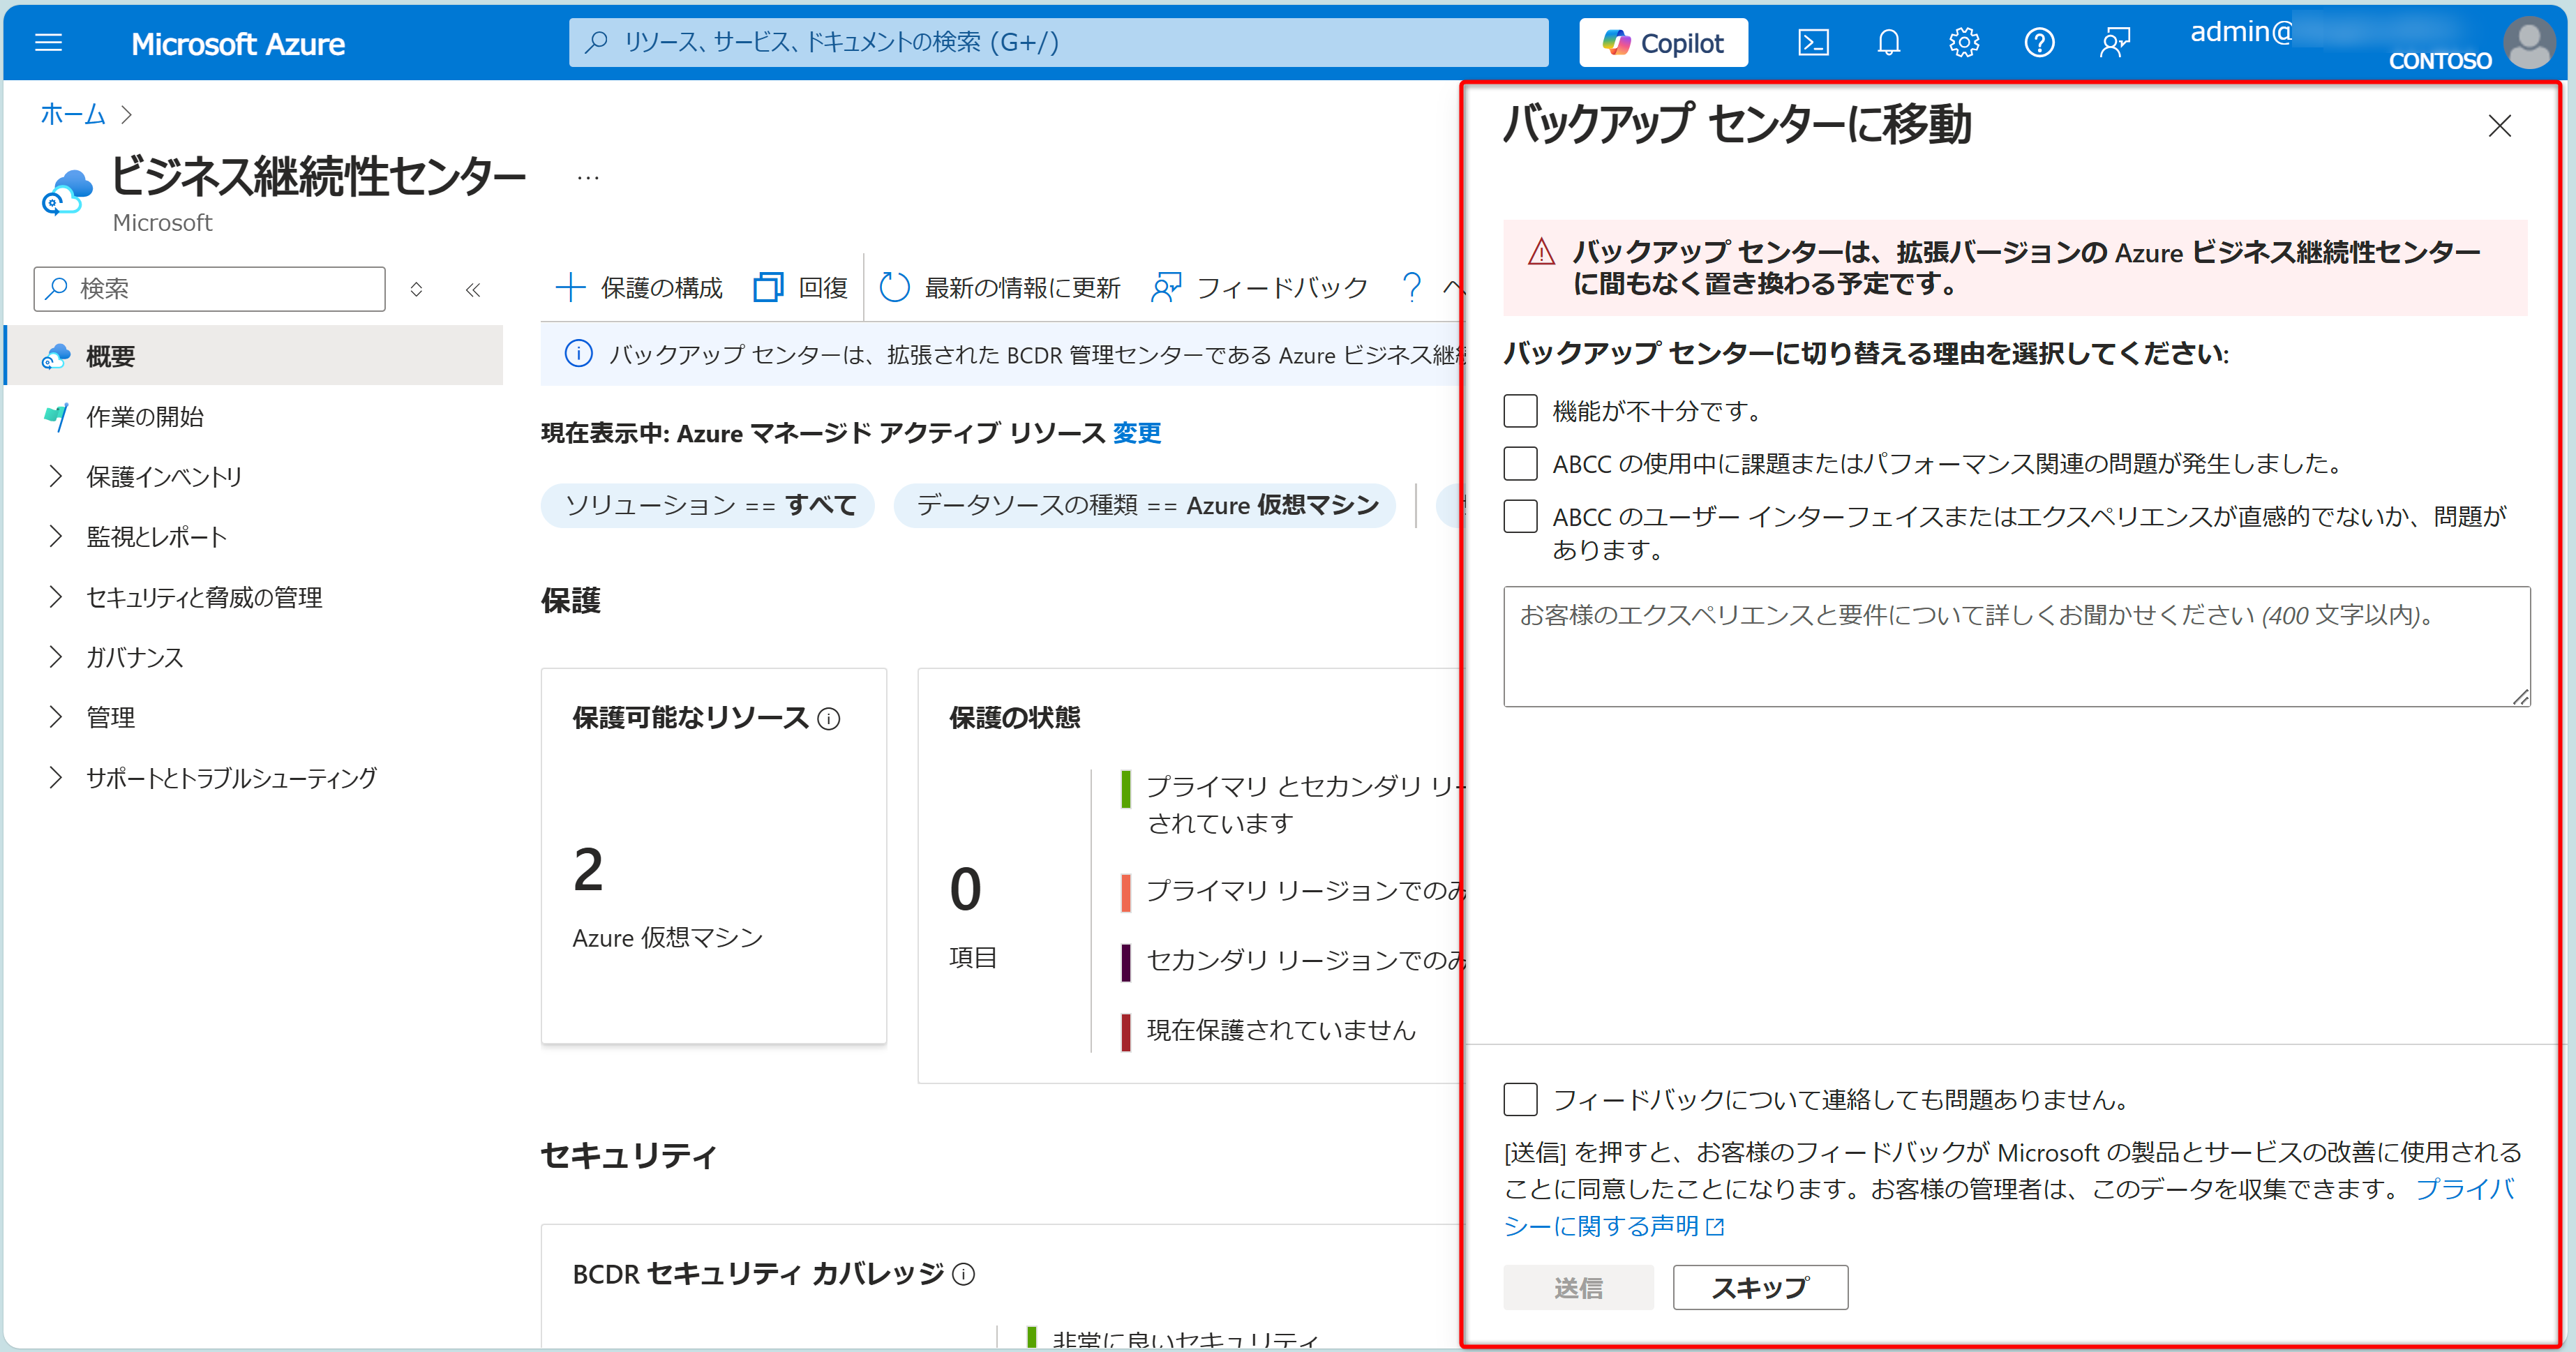 Microsoft Azure
リソース、サービス、ドキュメントの検索 (G+/)
Copilot
admin@
CONTOSO
ホーム
ビジネス継続性センター
Microsoft
検索
概要
作業の開始
保護インベントリ
監視とレポート
セキュリティと脅威の管理
ガバナンス
管理
サポートとトラブルシューティング
保護の構成
回復
最新の情報に更新
フィードバック
バックアップ センターは、拡張された BCDR 管理センターである Azure ビジネス継続
現在表示中: Azure マネージド アクティブ リソース 変更
ソリューション == すべて
データソースの種類 == Azure 仮想マシン
保護
保護可能なリソース
2
Azure 仮想マシン
保護の状態
0
項目
プライマリ とセカンダリ リー
されています
プライマリ リージョンでのみ
セカンダリ リージョンでのみ
現在保護されていません
セキュリティ
BCDR セキュリティ カバレッジ
非常に良いセキュリティ
バックアップ センターに移動
バックアップ センターは、拡張バージョンの Azure ビジネス継続性センター
に間もなく置き換わる予定です。
バックアップ センターに切り替える理由を選択してください:
機能が不十分です。
ABCC の使用中に課題またはパフォーマンス関連の問題が発生しました。
ABCC のユーザー インターフェイスまたはエクスペリエンスが直感的でないか、問題が
あります。
お客様のエクスペリエンスと要件について詳しくお聞かせください (400 文字以内)。
フィードバックについて連絡しても問題ありません。
[送信] を押すと、お客様のフィードバックが Microsoft の製品とサービスの改善に使用される
ことに同意したことになります。お客様の管理者は、このデータを収集できます。 プライバ
シーに関する声明
送信
スキップ